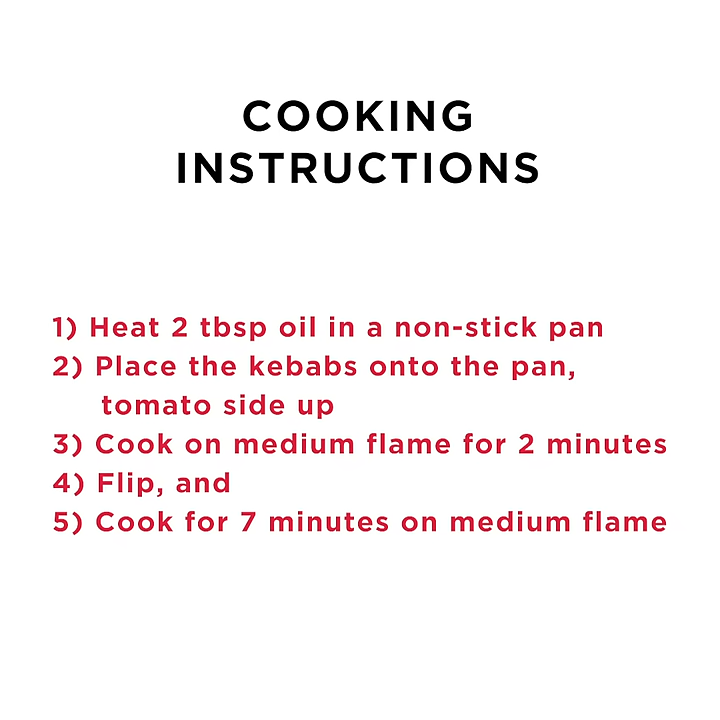 COOKING
INSTRUCTIONS
1) Heat 2 tbsp oil in a non-stick pan
2) Place the kebabs onto the pan,
tomato side up
3) Cook on medium flame for 2 minutes
4) Flip, and
5) Cook for 7 minutes on medium flame